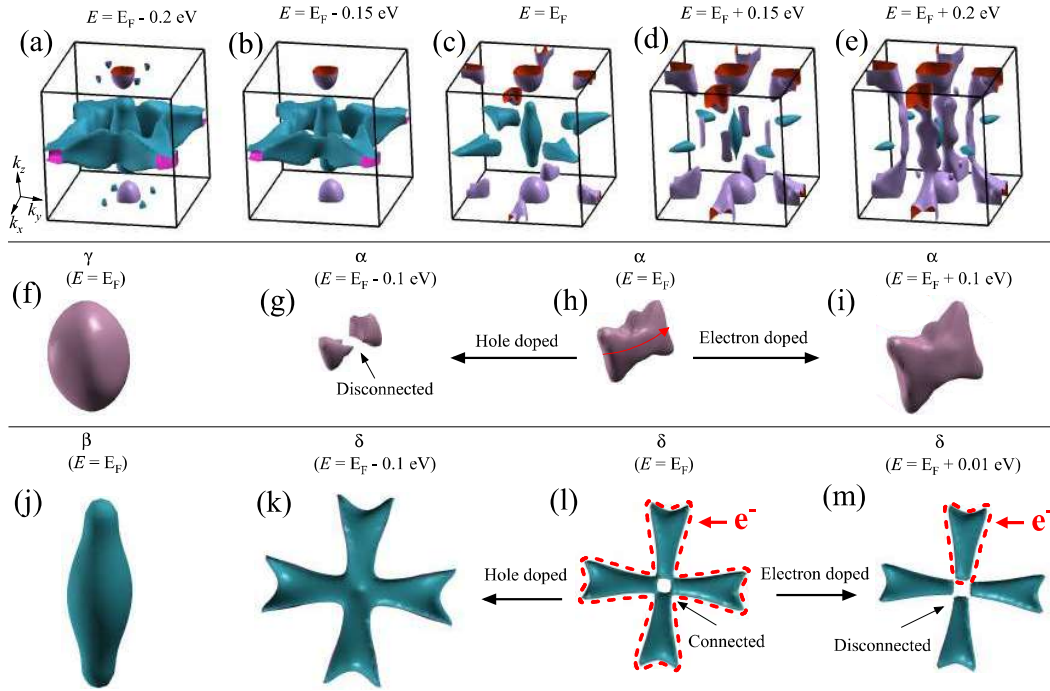 E = E_F - 0.2 eV
E = E_F - 0.15 eV
E = E_F
E = E_F + 0.15 eV
E = E_F + 0.2 eV
(a)
(b)
(c)
(d)
(e)
k_z
k_y
k_x
γ
(E = E_F)
α
(E = E_F - 0.1 eV)
α
(E = E_F)
α
(E = E_F + 0.1 eV)
(f)
(g)
(h)
(i)
Hole doped
Electron doped
Disconnected
β
(E = E_F)
δ
(E = E_F - 0.1 eV)
δ
(E = E_F)
δ
(E = E_F + 0.01 eV)
(j)
(k)
(l)
(m)
e⁻
e⁻
Hole doped
Electron doped
Connected
Disconnected